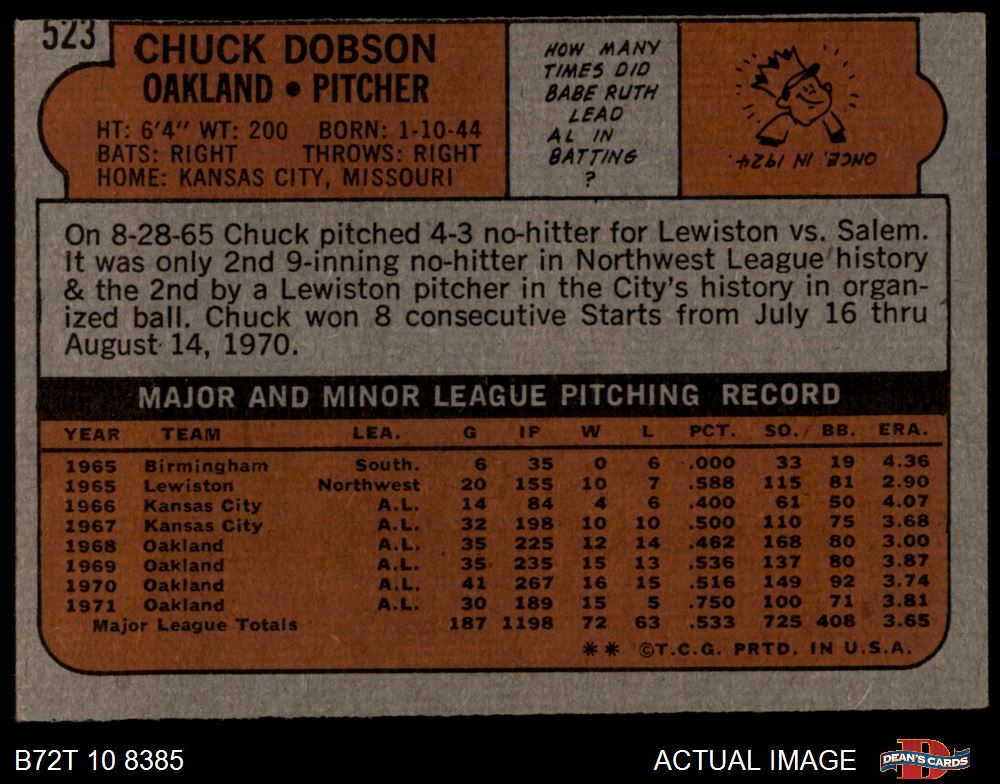 523
CHUCK DOBSON
OAKLAND • PITCHER
HT: 6'4" WT: 200 BORN: 1-10-44
BATS: RIGHT THROWS: RIGHT
HOME: KANSAS CITY, MISSOURI
HOW MANY
TIMES DID
BABE RUTH
LEAD
AL IN
BATTING
?
ONCE, IN 1924.
On 8-28-65 Chuck pitched 4-3 no-hitter for Lewiston vs. Salem.
It was only 2nd 9-inning no-hitter in Northwest League history
& the 2nd by a Lewiston pitcher in the City's history in organ-
ized ball. Chuck won 8 consecutive Starts from July 16 thru
August 14, 1970.
MAJOR AND MINOR LEAGUE PITCHING RECORD
YEAR TEAM LEA. G IP W L PCT. SO. BB. ERA.
1965 Birmingham South. 6 35 0 6 .000 33 19 4.36
1965 Lewiston Northwest 20 155 10 7 .588 115 81 2.90
1966 Kansas City A.L. 14 84 4 6 .400 61 50 4.07
1967 Kansas City A.L. 32 198 10 10 .500 110 75 3.68
1968 Oakland A.L. 35 225 12 14 .462 168 80 3.00
1969 Oakland A.L. 35 235 15 13 .536 137 80 3.87
1970 Oakland A.L. 41 267 16 15 .516 149 92 3.74
1971 Oakland A.L. 30 189 15 5 .750 100 71 3.81
Major League Totals 187 1198 72 63 .533 725 408 3.65
** ©T.C.G. PRTD. IN U.S.A.
B72T 10 8385
ACTUAL IMAGE
D
DEAN'S CARDS